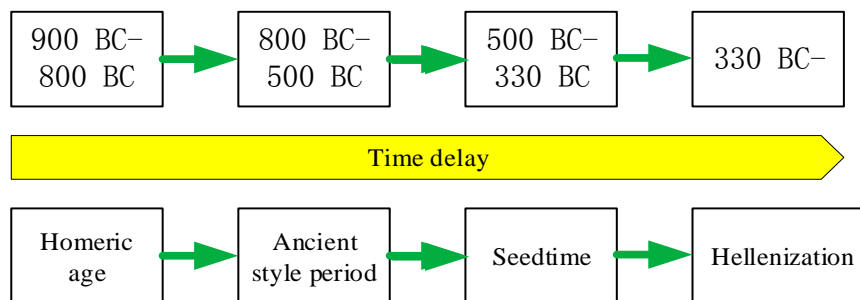 900 BC-
800 BC
800 BC-
500 BC
500 BC-
330 BC
330 BC-
Time delay
Homeric
age
Ancient
style period
Seedtime
Hellenization